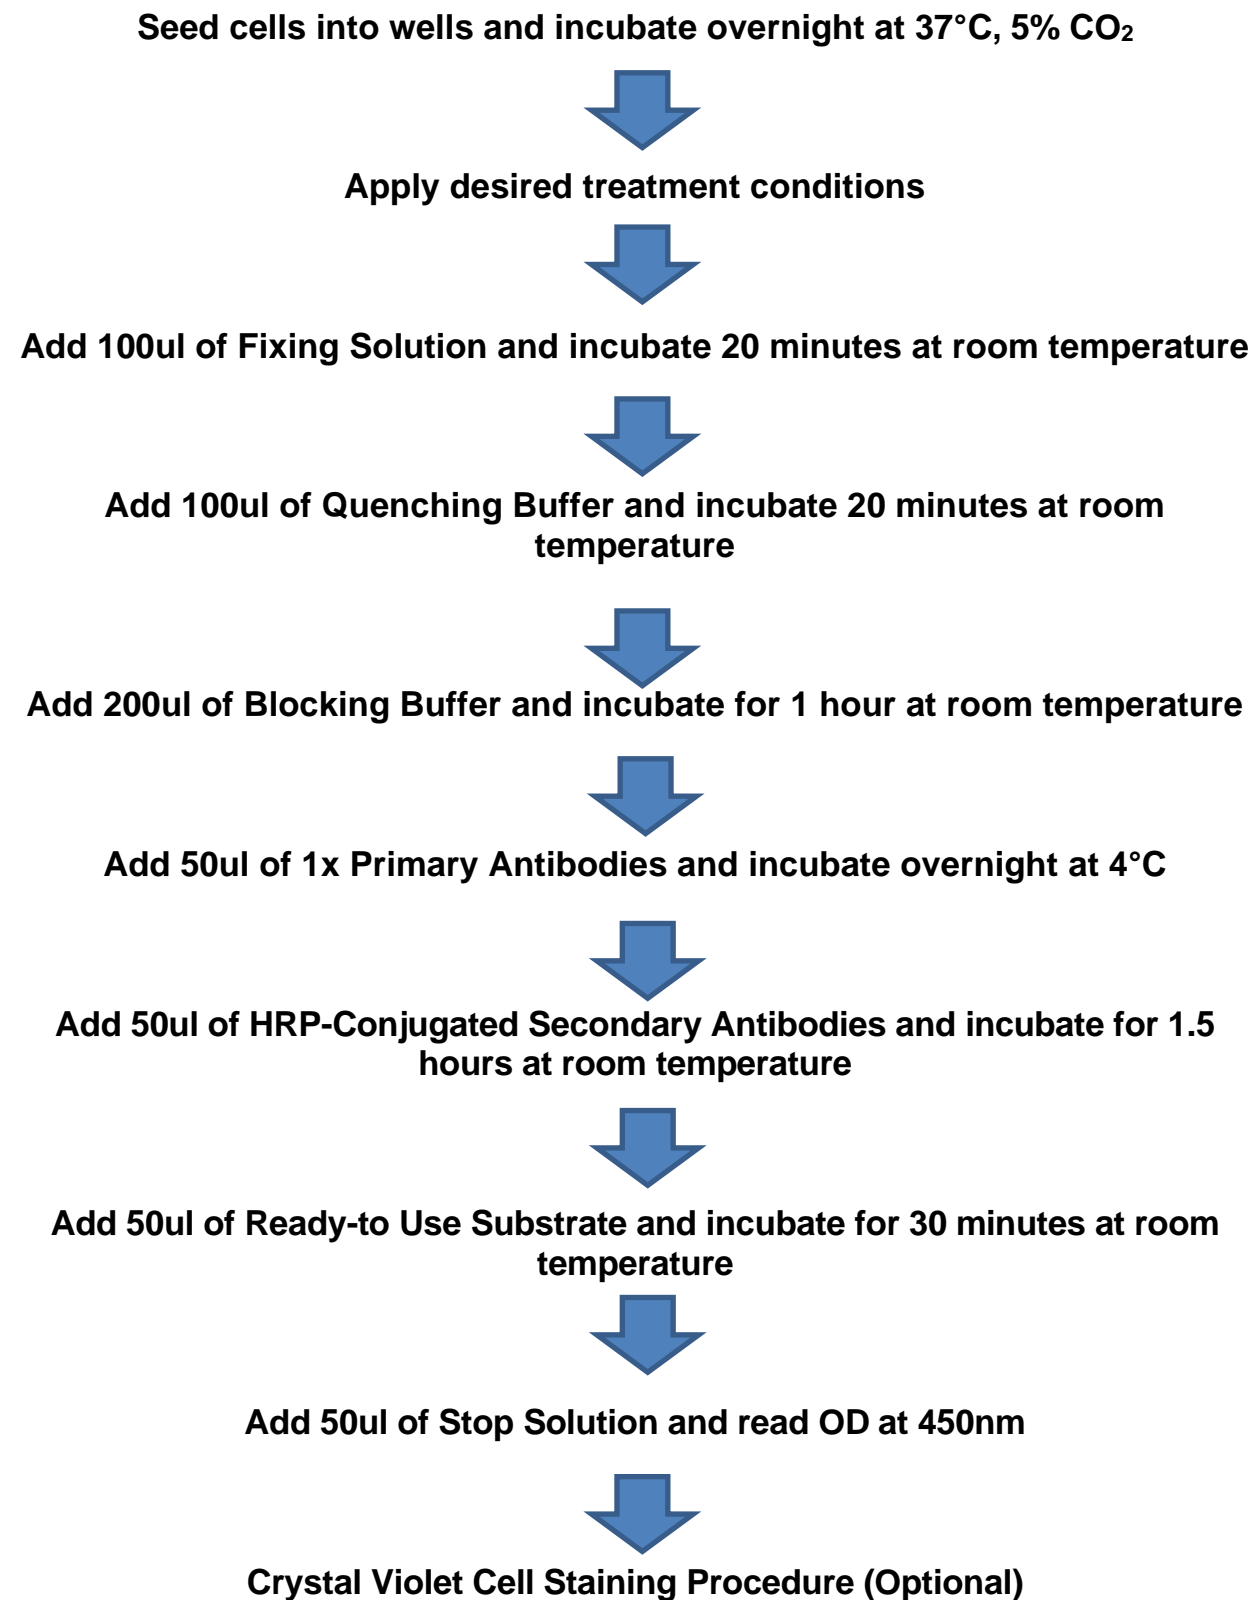 Seed cells into wells and incubate overnight at 37°C, 5% CO₂
Apply desired treatment conditions
Add 100ul of Fixing Solution and incubate 20 minutes at room temperature
Add 100ul of Quenching Buffer and incubate 20 minutes at room
temperature
Add 200ul of Blocking Buffer and incubate for 1 hour at room temperature
Add 50ul of 1x Primary Antibodies and incubate overnight at 4°C
Add 50ul of HRP-Conjugated Secondary Antibodies and incubate for 1.5
hours at room temperature
Add 50ul of Ready-to Use Substrate and incubate for 30 minutes at room
temperature
Add 50ul of Stop Solution and read OD at 450nm
Crystal Violet Cell Staining Procedure (Optional)